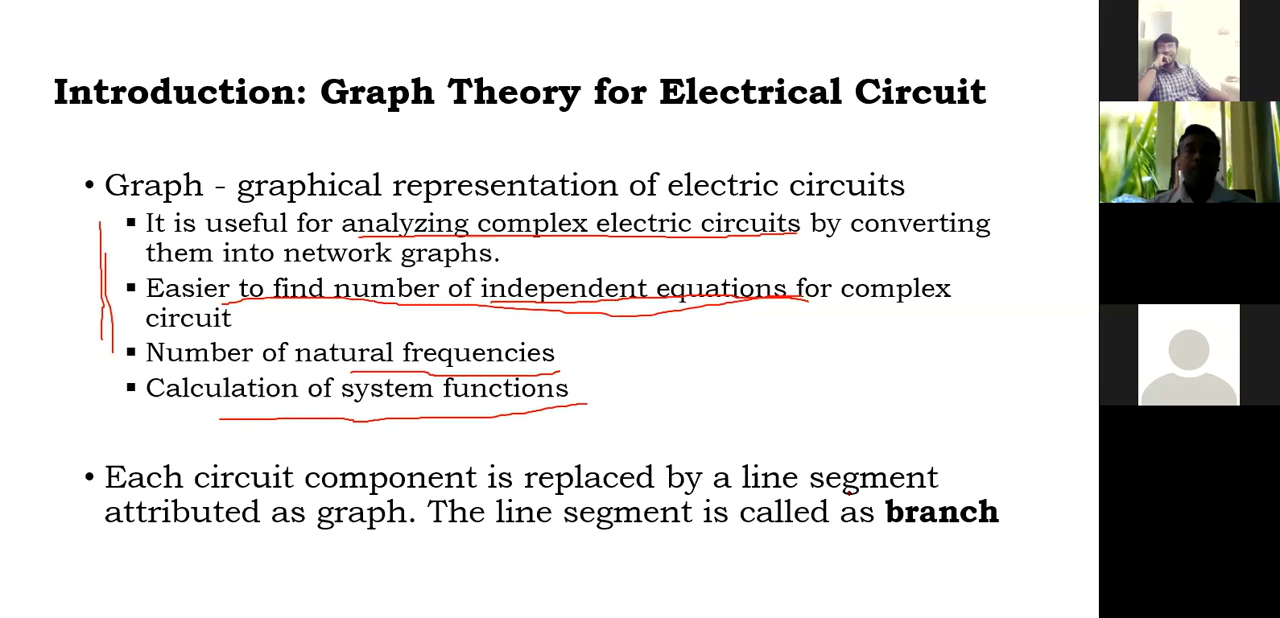 Introduction: Graph Theory for Electrical Circuit
• Graph - graphical representation of electric circuits
▪ It is useful for analyzing complex electric circuits by converting
them into network graphs.
▪ Easier to find number of independent equations for complex
circuit
▪ Number of natural frequencies
▪ Calculation of system functions
• Each circuit component is replaced by a line segment
attributed as graph. The line segment is called as branch